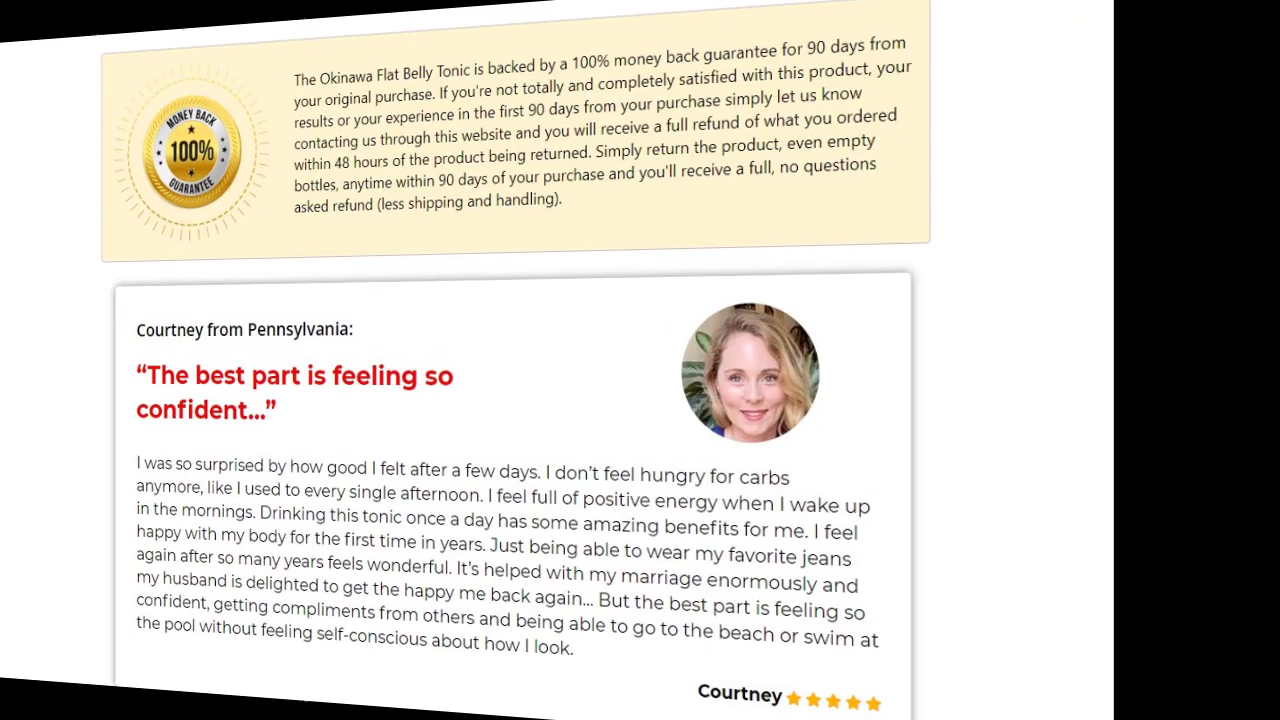 The Okinawa Flat Belly Tonic is backed by a 100% money back guarantee for 90 days from
your original purchase. If you're not totally and completely satisfied with this product, your
results or your experience in the first 90 days from your purchase simply let us know
contacting us through this website and you will receive a full refund of what you ordered
within 48 hours of the product being returned. Simply return the product, even empty
bottles, anytime within 90 days of your purchase and you'll receive a full, no questions
asked refund (less shipping and handling).
MONEY BACK
100%
GUARANTEE
Courtney from Pennsylvania:
“The best part is feeling so
confident...”
I was so surprised by how good I felt after a few days. I don’t feel hungry for carbs
anymore, like I used to every single afternoon. I feel full of positive energy when I wake up
in the mornings. Drinking this tonic once a day has some amazing benefits for me. I feel
happy with my body for the first time in years. Just being able to wear my favorite jeans
again after so many years feels wonderful. It’s helped with my marriage enormously and
my husband is delighted to get the happy me back again... But the best part is feeling so
confident, getting compliments from others and being able to go to the beach or swim at
the pool without feeling self-conscious about how I look.
Courtney